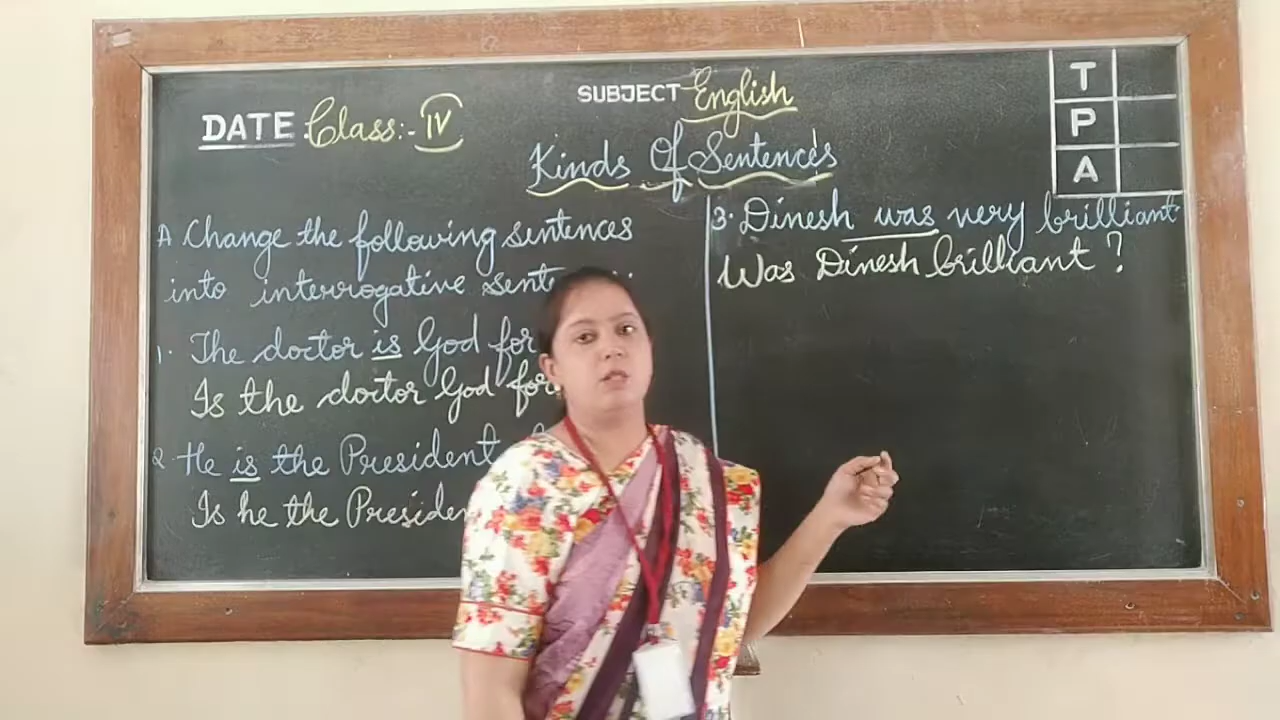 DATE: Class:- IV
SUBJECT English
T
P
A
Kinds Of Sentences
A Change the following sentences
into interrogative
1. The doctor is God for
Is the doctor God for
2 He is the President
Is he the
3. Dinesh was very brilliant.
Was Dinesh brilliant ?